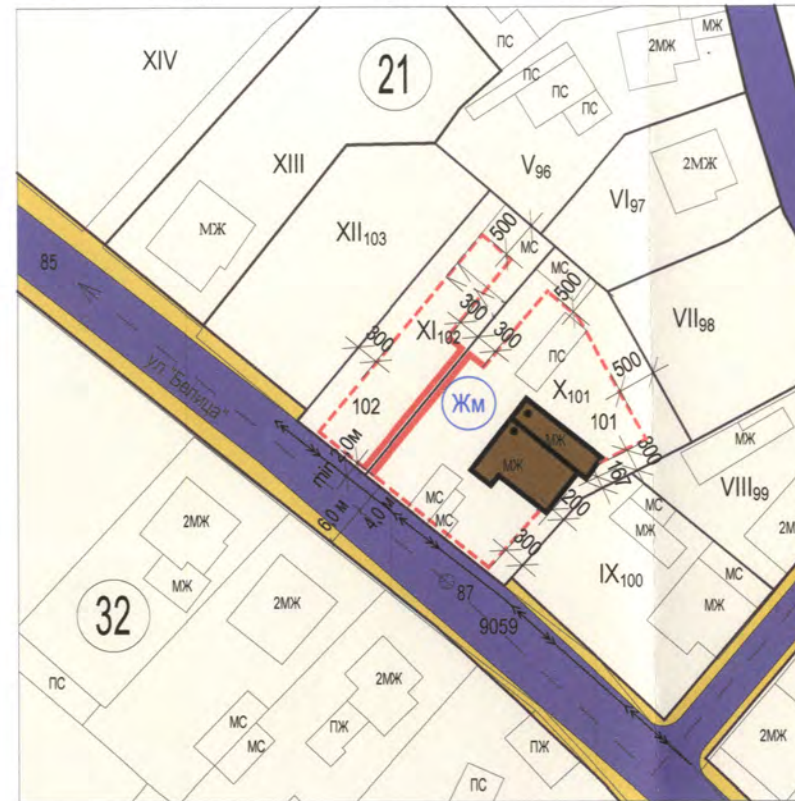 XIV
21
ПС
2МЖ
МЖ
ПС
ПС
ПС
V96
2МЖ
VI97
XIII
МЖ
XII103
500
МС
МС
500
VII98
500
85
300
300
300
XI102
ПС
X101
101
ул."Белица"
102
Жм
МЖ
МЖ
300
167
МЖ
VIII99
2МЖ
МС
МС
200
МС
МЖ
6,0 м
4,0 м
300
IX100
МС
МЖ
2МЖ
МЖ
2МЖ
87
9059
32
2МЖ
ПС
МС
МС
ПЖ
ПЖ
ПС
2МЖ